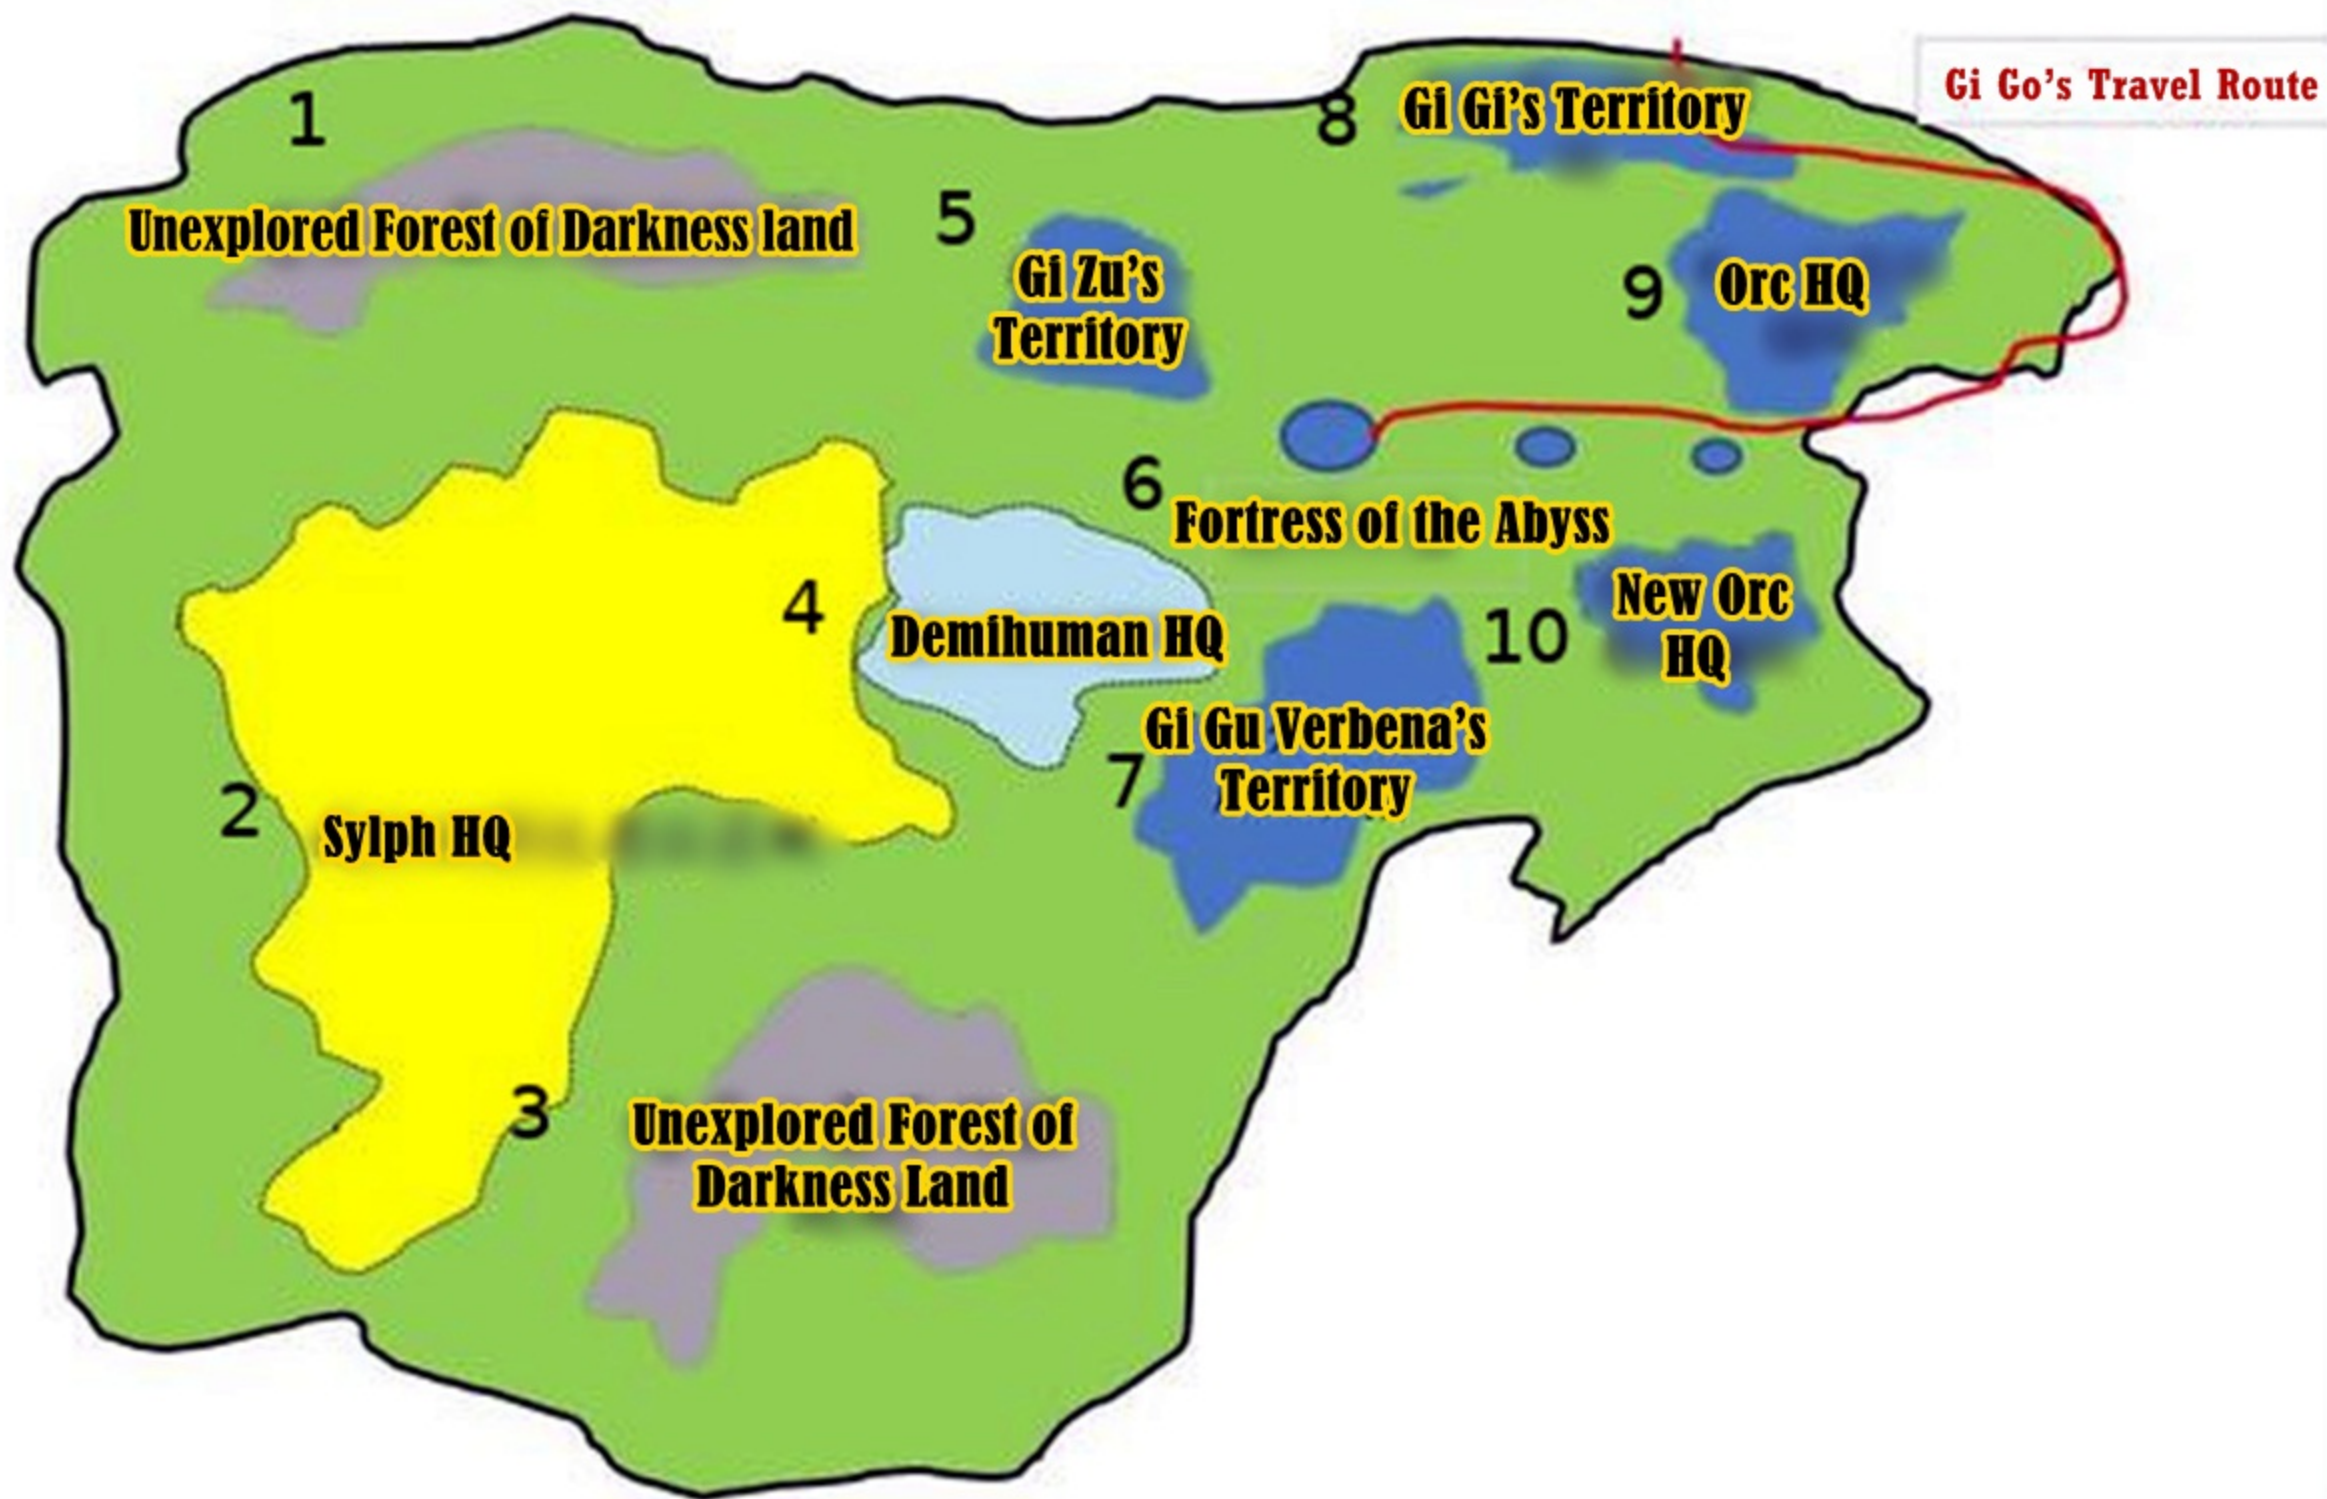 Gi Go's Travel Route
1
8
Gi Gi's Territory
Unexplored Forest of Darkness land
5
Gi Zu's
Territory
9
Orc HQ
6
Fortress of the Abyss
4
Demihuman HQ
10
New Orc
HQ
Gi Gu Verbena's
Territory
7
2
Sylph HQ
3
Unexplored Forest of
Darkness Land